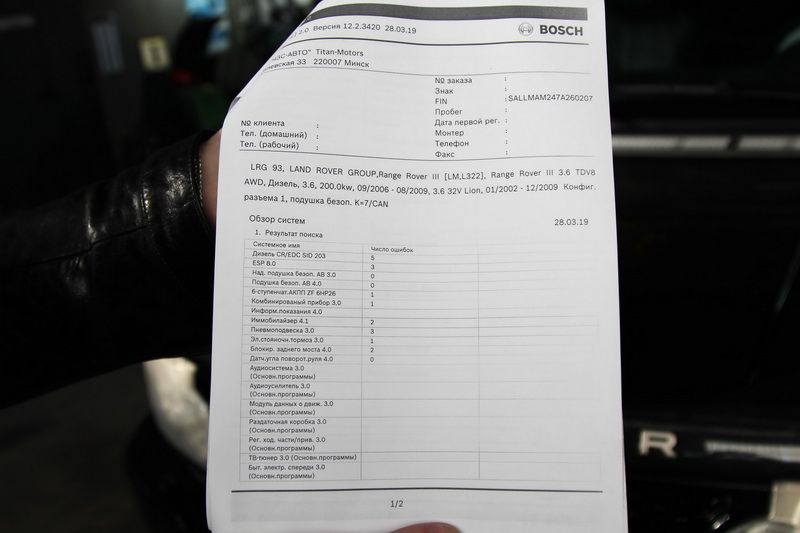 2.0 Версия 12.2.3420 28.03.19
BOSCH
"ЗС-АВТО" Titan-Motors
евская 33 220007 Минск
№ заказа :
Знак :
FIN :SALLMAM247A260207
Пробег :
Дата первой рег. :
№ клиента :
Монтер :
Тел. (домашний) :
Телефон :
Тел. (рабочий) :
Факс :
LRG 93, LAND ROVER GROUP,Range Rover III [LM,L322], Range Rover III 3.6 TDV8
AWD, Дизель, 3.6, 200.0kw, 09/2006 - 08/2009, 3.6 32V Lion, 01/2002 - 12/2009 Конфиг.
разъема 1, подушка безоп. K=7/CAN
Обзор систем 28.03.19
1. Результат поиска
Системное имя Число ошибок
Дизель CR/EDC SID 203 5
ESP 8.0 3
Над. подушка безоп. AB 3.0 0
Подушка безоп. AB 4.0 0
6-ступенчат.АКПП ZF 6HP26 1
Комбинированый прибор 3.0 1
Информ.показания 4.0
Иммобилайзер 4.1 2
Пневмоподвеска 3.0 3
Эл.стояночн.тормоз 3.0 1
Блокир. заднего моста 4.0 2
Датч.угла поворот.руля 4.0 0
Аудиосистема 3.0
(Основн.программы)
Аудиоусилитель 3.0
(Основн.программы)
Модуль данных о движ. 3.0
(Основн.программы)
Раздаточная коробка 3.0
(Основн.программы)
Рег. ход. части/прив. 3.0
(Основн.программы)
ТВ-тюнер 3.0 (Основн.программы)
Быт. электр. спереди 3.0
(Основн.программы)
1/2
R